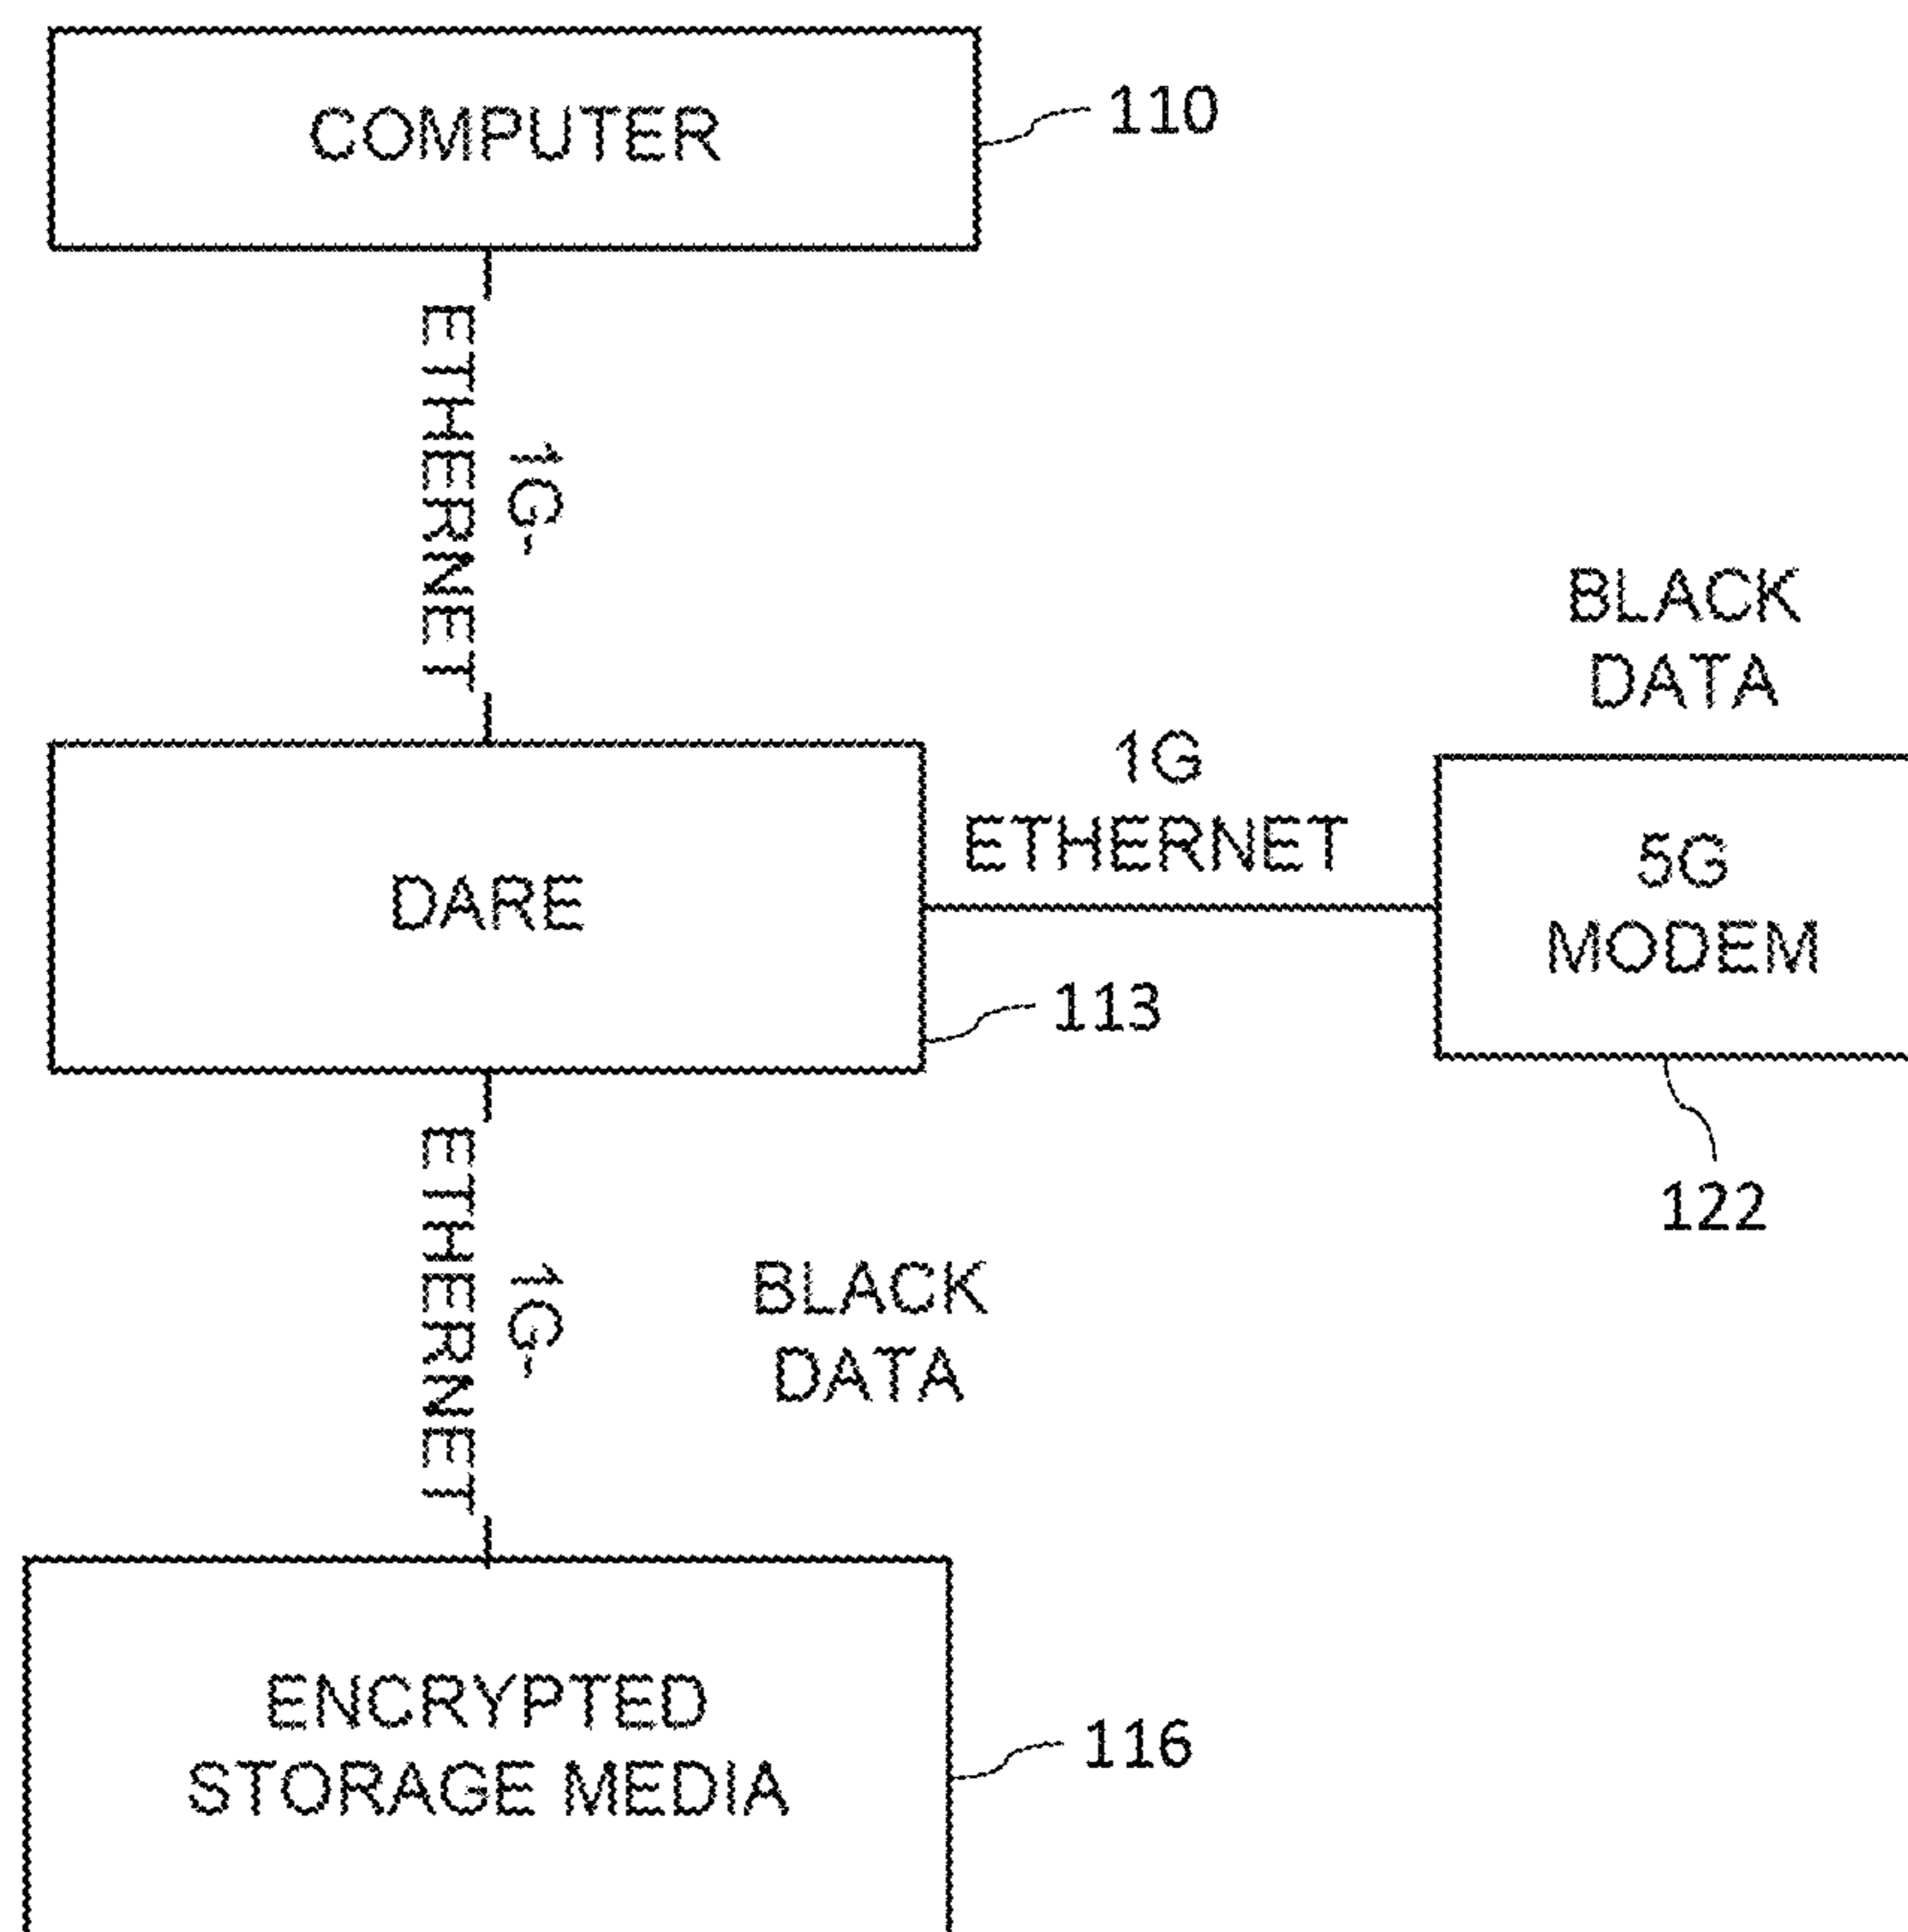 COMPUTER
110
1G
ETHERNET
BLACK
DATA
1G
ETHERNET
DARE
5G
MODEM
113
122
1G
ETHERNET
BLACK
DATA
ENCRYPTED
STORAGE MEDIA
116